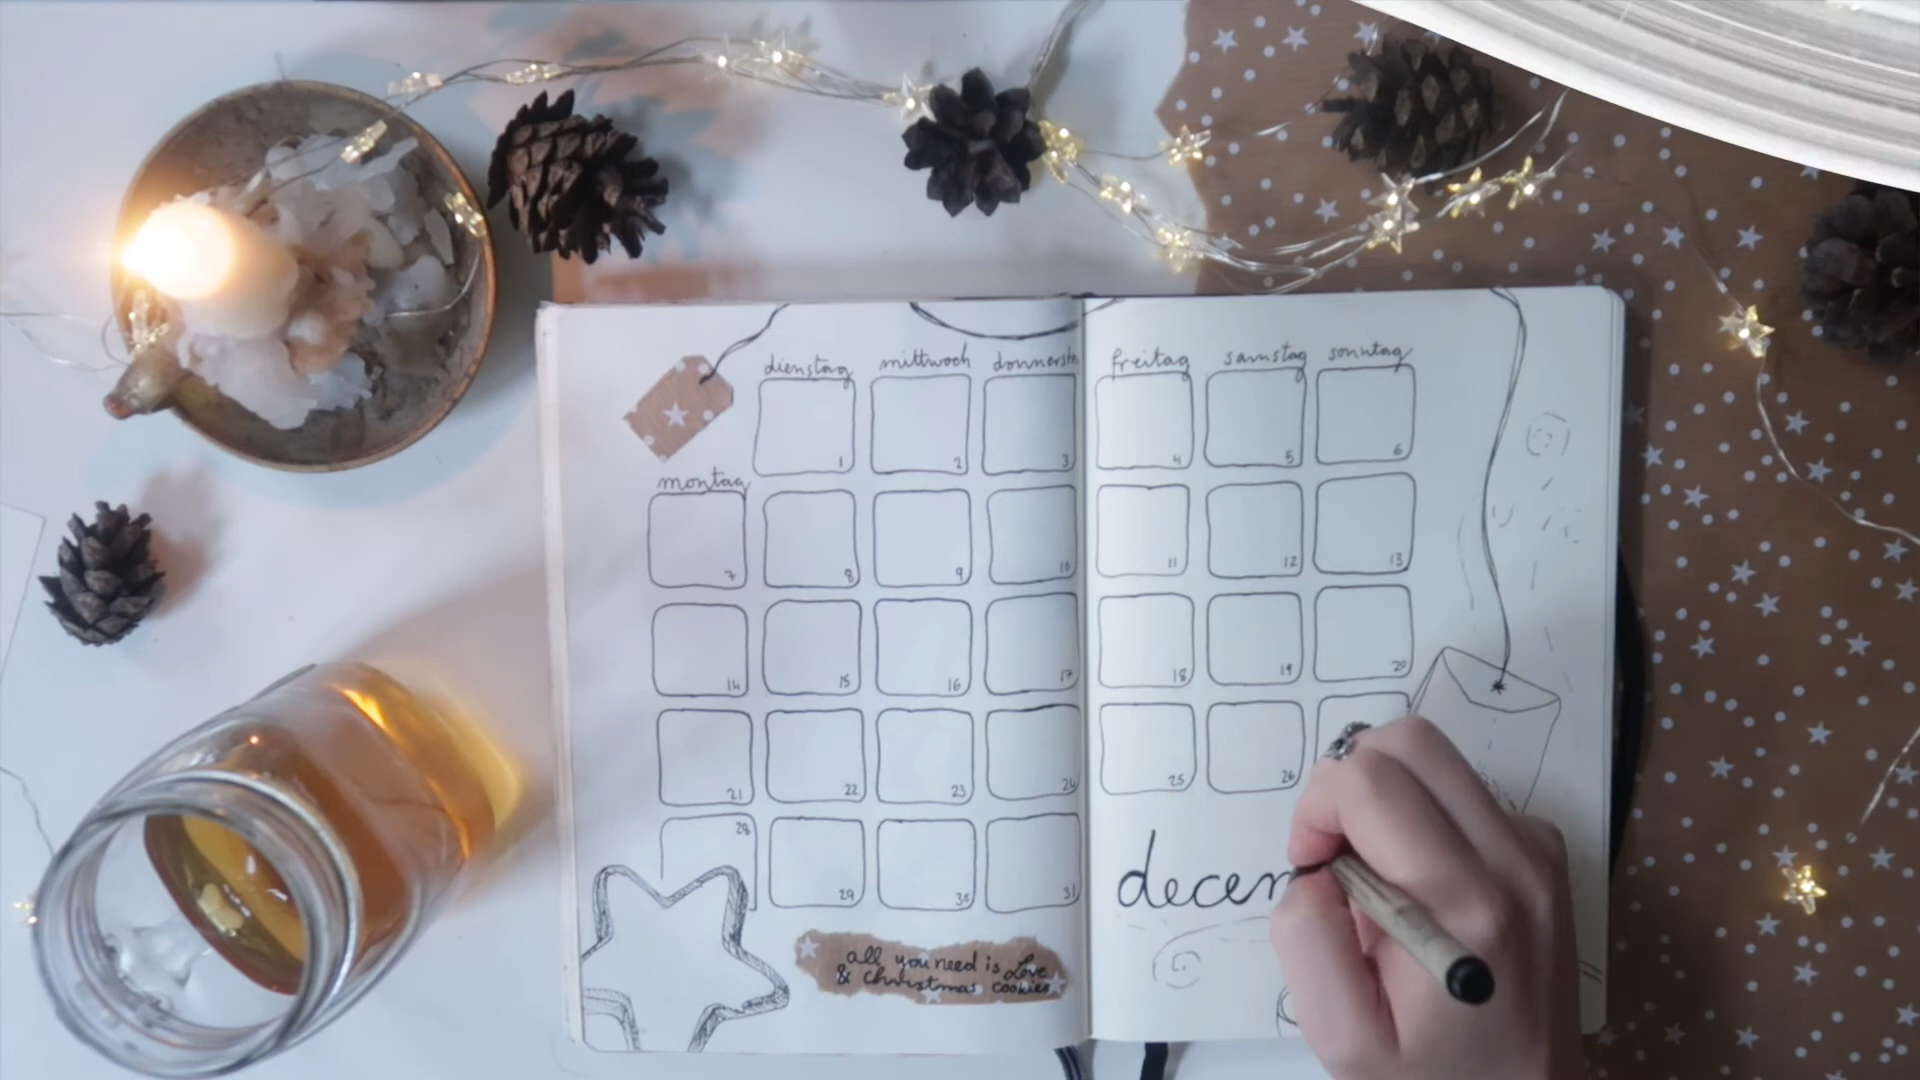 dienstag mittwoch donnerst freitag samstag sonntag
1 2 3 4 5 6
montag
7 8 9 10 11 12 13
14 15 16 17 18 19 20
21 22 23 24 25 26
28 29 30 31
decem
all you need is Love
& Christmas cookies